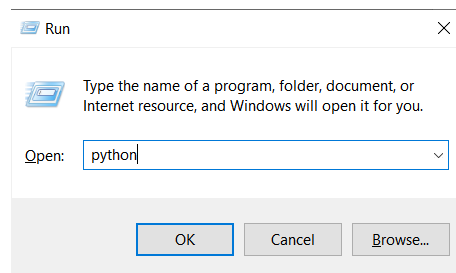 Run
Type the name of a program, folder, document, or
Internet resource, and Windows will open it for you.
Open: python
OK Cancel Browse...